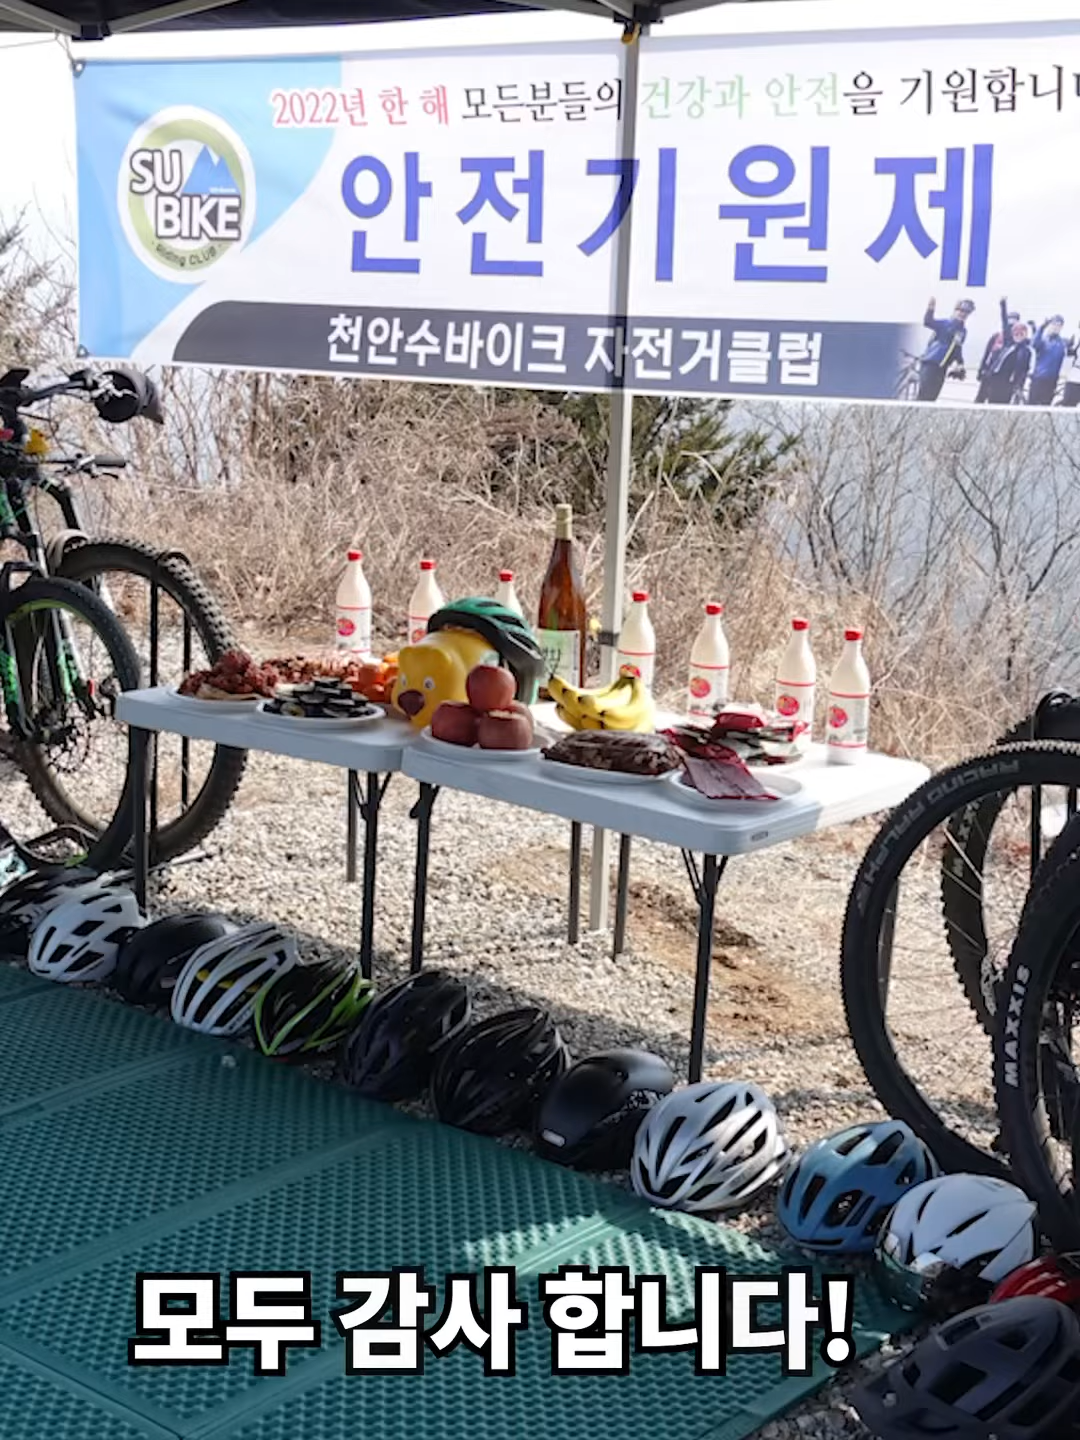 2022년 한 해 모든분들의 건강과 안전을 기원합니다
SU
BIKE
Riding CLUB
안전기원제
천안수바이크 자전거클럽
RACING RALPH
MAXXIS
모두 감사 합니다!